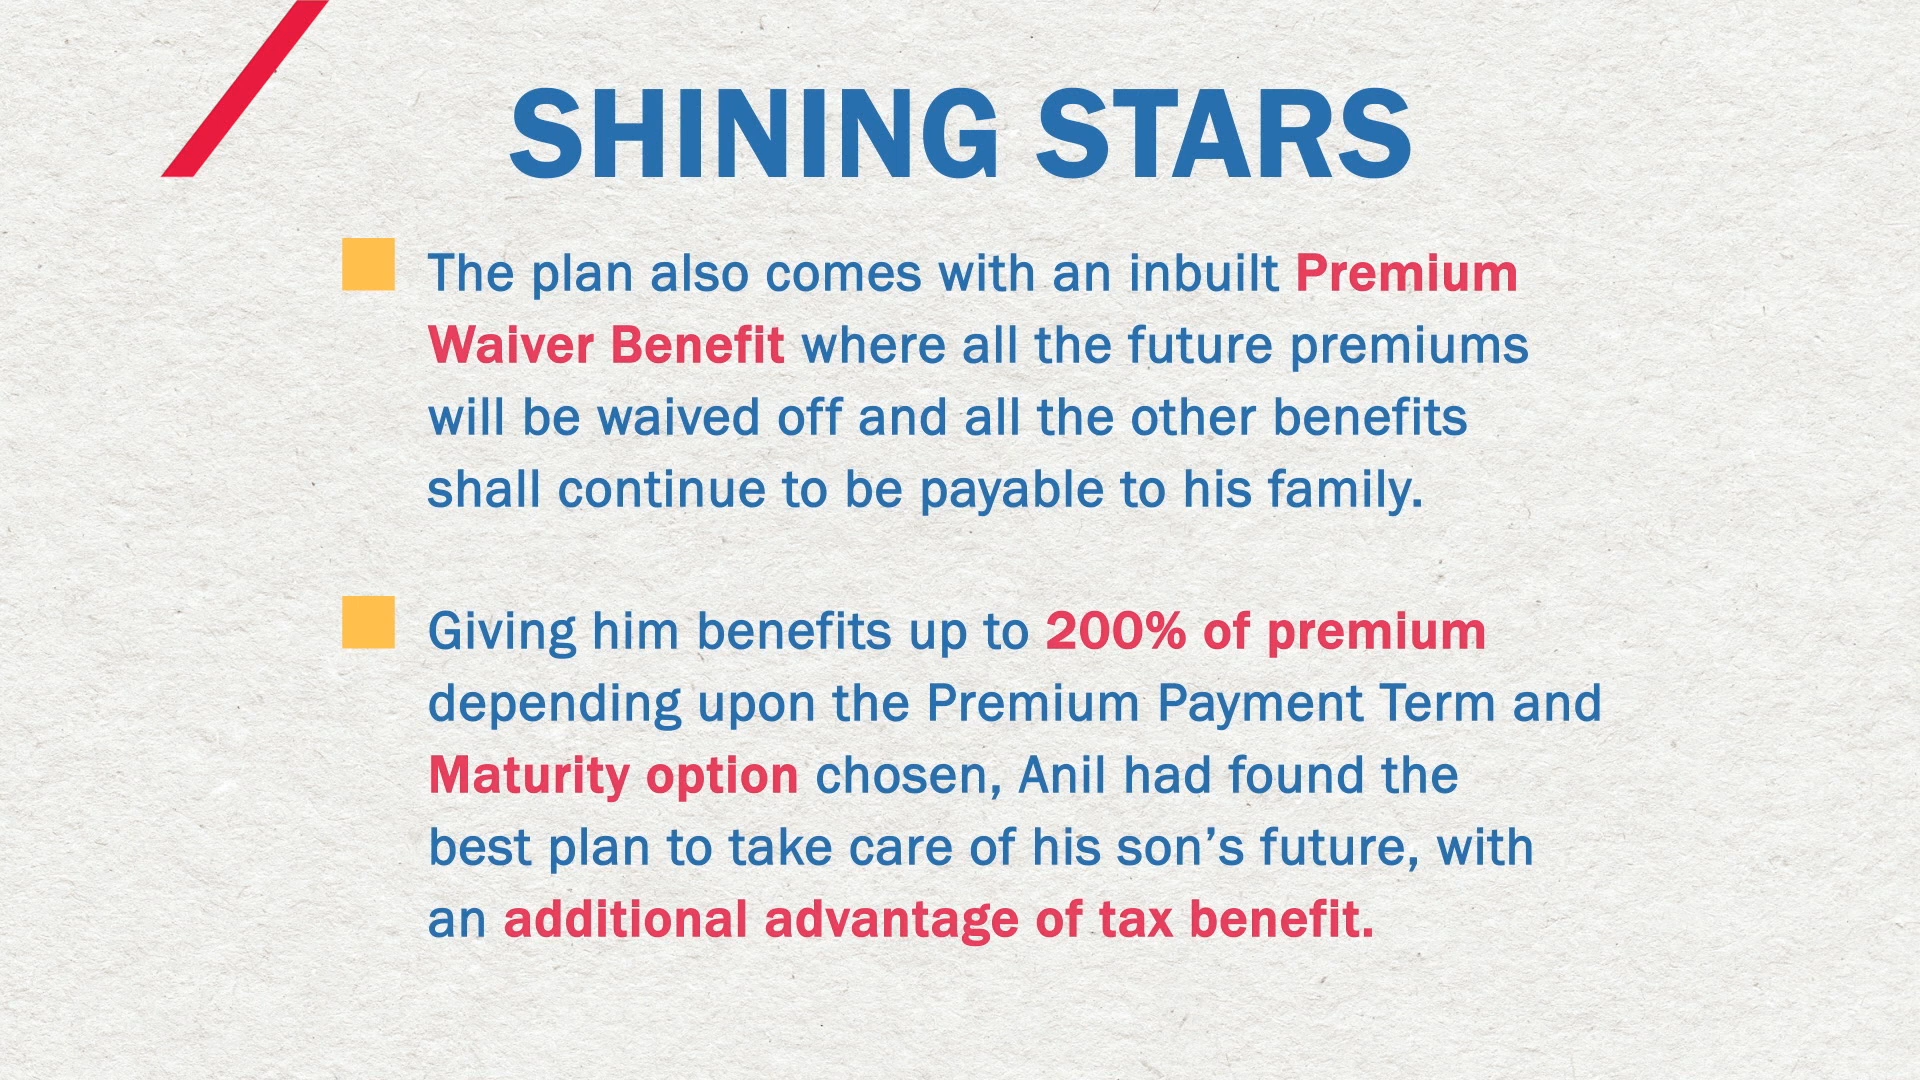 SHINING STARS
The plan also comes with an inbuilt Premium
Waiver Benefit where all the future premiums
will be waived off and all the other benefits
shall continue to be payable to his family.
Giving him benefits up to 200% of premium
depending upon the Premium Payment Term and
Maturity option chosen, Anil had found the
best plan to take care of his son’s future, with
an additional advantage of tax benefit.